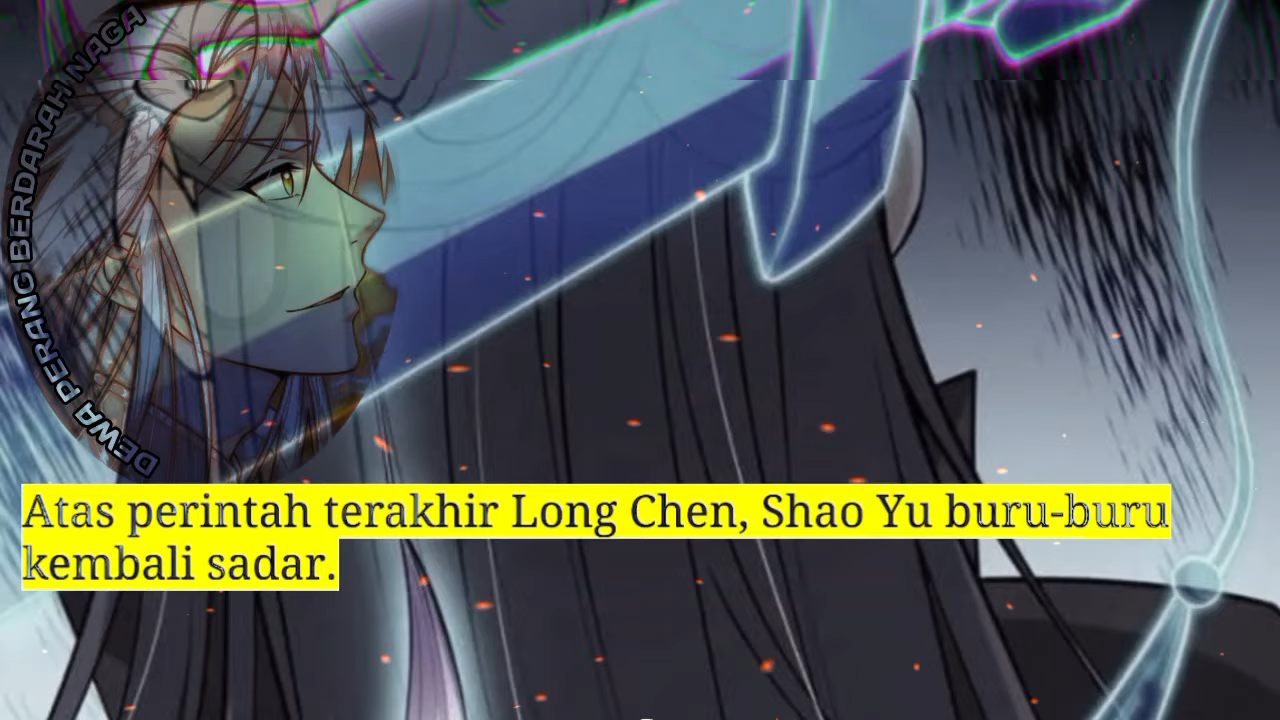 DEWA PERANG BERDARAH NAGA
Atas perintah terakhir Long Chen, Shao Yu buru-buru
kembali sadar.